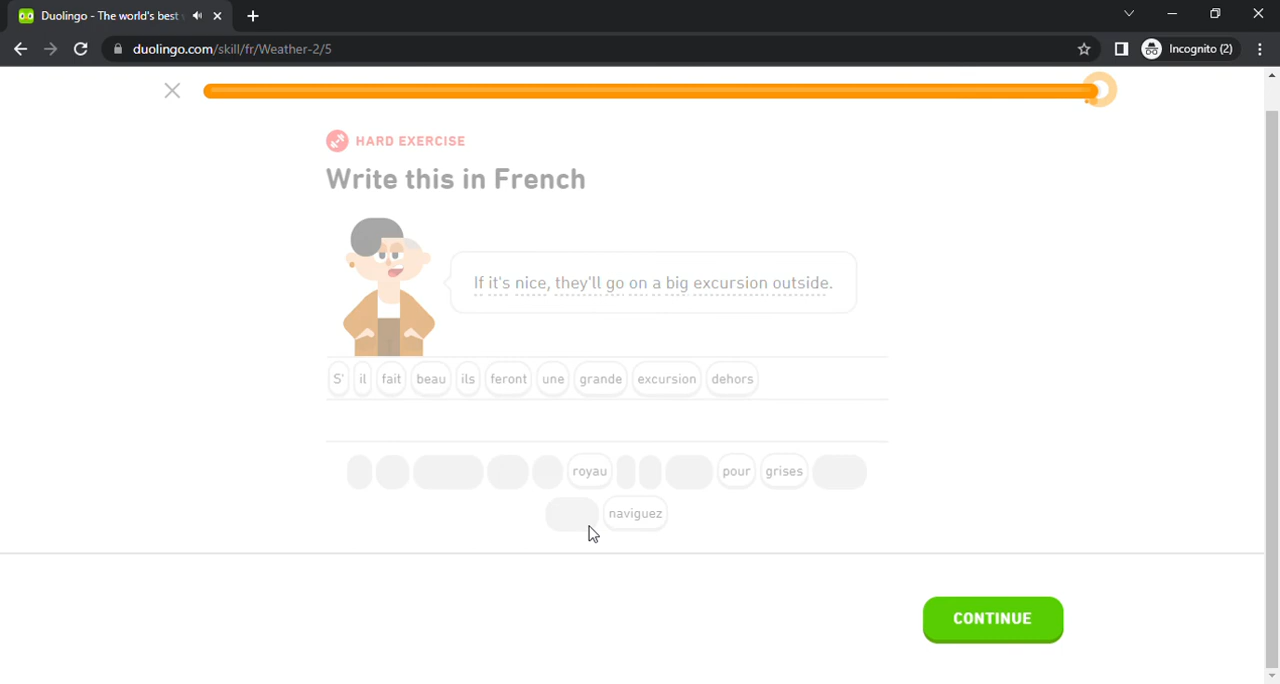 Duolingo - The world's best
duolingo.com/skill/fr/Weather-2/5
Incognito (2)
HARD EXERCISE
Write this in French
If it's nice, they'll go on a big excursion outside.
S' il fait beau ils feront une grande excursion dehors
royau pour grises
naviguez
CONTINUE